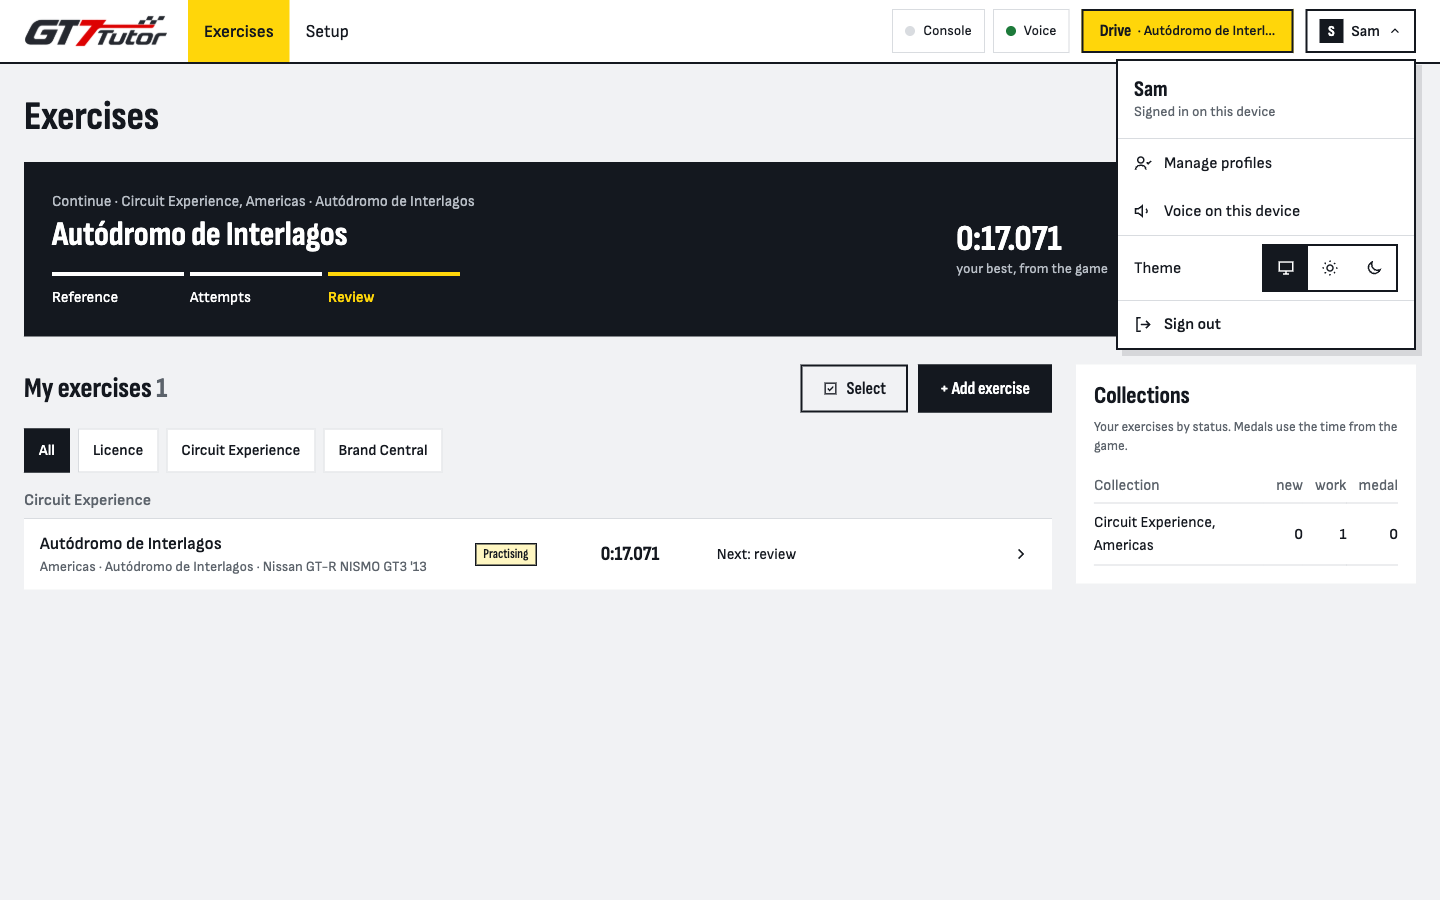 GT7 Tutor
Exercises
Setup
Console
Voice
Drive · Autódromo de Interl...
S
Sam
Sam
Signed in on this device
Manage profiles
Voice on this device
Theme
Sign out
Exercises
Continue · Circuit Experience, Americas · Autódromo de Interlagos
Autódromo de Interlagos
Reference
Attempts
Review
0:17.071
your best, from the game
My exercises 1
Select
+ Add exercise
All
Licence
Circuit Experience
Brand Central
Circuit Experience
Autódromo de Interlagos
Americas · Autódromo de Interlagos · Nissan GT-R NISMO GT3 '13
Practising
0:17.071
Next: review
Collections
Your exercises by status. Medals use the time from the
game.
Collection new work medal
Circuit Experience,
Americas
0 1 0